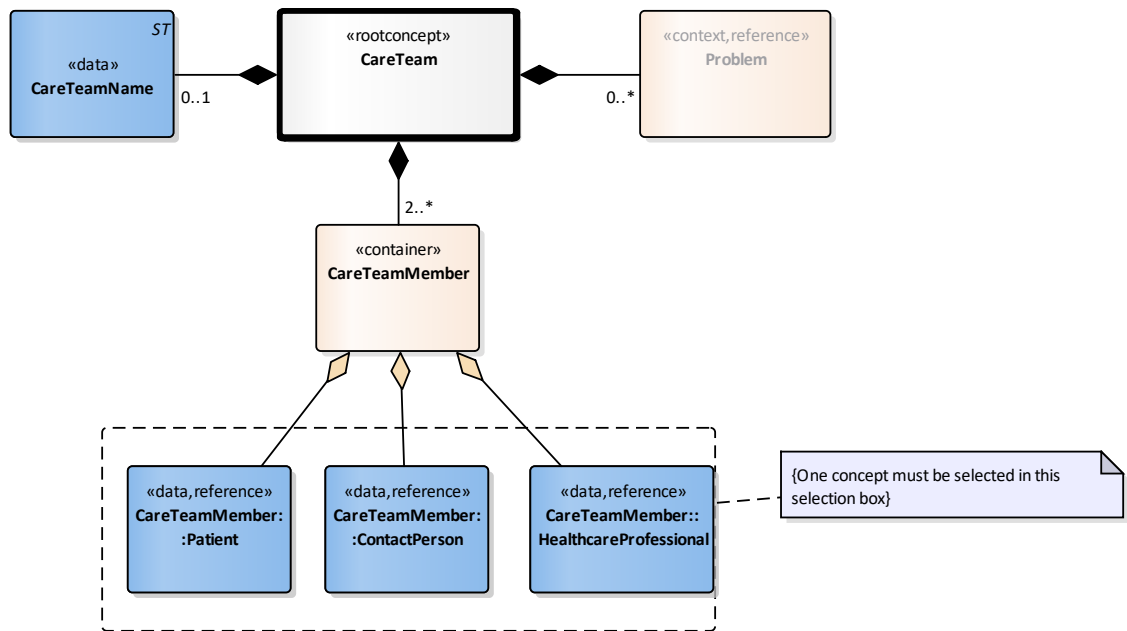 ST
«data»
CareTeamName
0..1
«rootconcept»
CareTeam
«context,reference»
Problem
0..*
2..*
«container»
CareTeamMember
«data,reference»
CareTeamMember:
:Patient
«data,reference»
CareTeamMember:
:ContactPerson
«data,reference»
CareTeamMember::
HealthcareProfessional
{One concept must be selected in this
selection box}